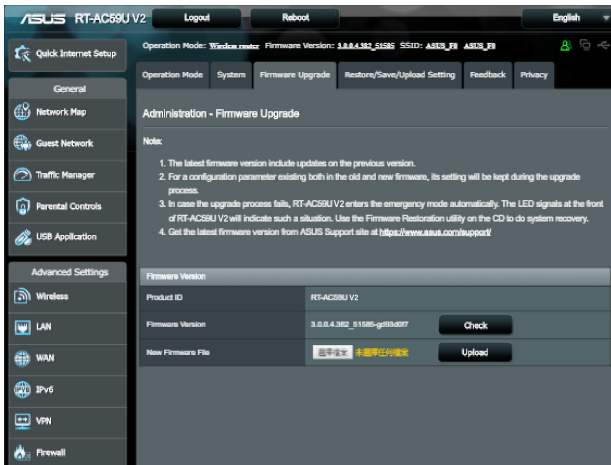 ASUS RT-AC59U V2 Logout Reboot English
Quick Internet Setup
General
Network Map
Guest Network
Traffic Manager
Parental Controls
USB Application
Advanced Settings
Wireless
LAN
WAN
IPv6
VPN
Firewall
Operation Mode: Wireless router Firmware Version: 3.0.0.4.382_51585 SSID: ASUS_F8 ASUS_F8
Operation Mode System Firmware Upgrade Restore/Save/Upload Setting Feedback Privacy
Administration - Firmware Upgrade
Note:
1. The latest firmware version include updates on the previous version.
2. For a configuration parameter existing both in the old and new firmware, its setting will be kept during the upgrade
process.
3. In case the upgrade process fails, RT-AC59U V2 enters the emergency mode automatically. The LED signals at the front
of RT-AC59U V2 will indicate such a situation. Use the Firmware Restoration utility on the CD to do system recovery.
4. Get the latest firmware version from ASUS Support site at https://www.asus.com/support/
Firmware Version
Product ID RT-AC59U V2
Firmware Version 3.0.0.4.382_51585-gd93d0f7 Check
New Firmware File 選擇檔案 未選擇任何檔案 Upload